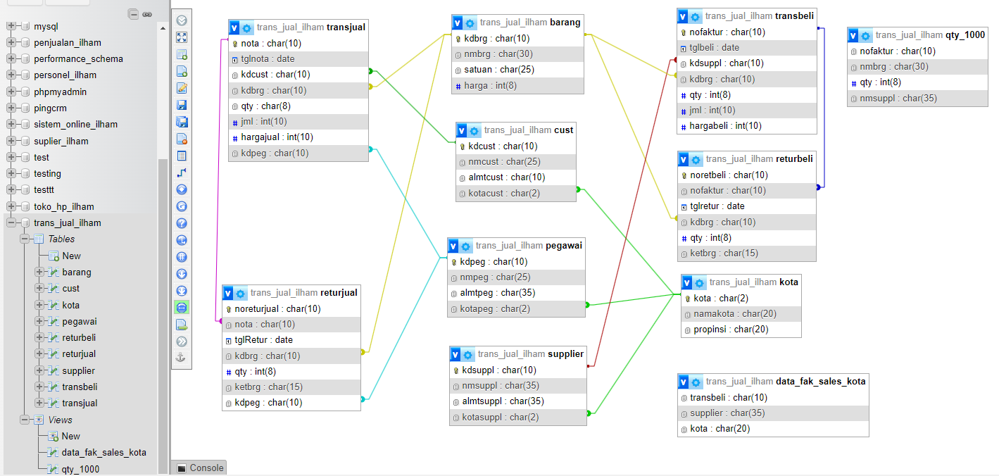 mysql
penjualan_ilham
performance_schema
personel_ilham
phpmyadmin
pingcrm
sistem_online_ilham
suplier_ilham
test
testing
testtt
toko_hp_ilham
trans_jual_ilham
Tables
New
barang
cust
kota
pegawai
returbeli
returjual
supplier
transbeli
transjual
Views
New
data_fak_sales_kota
qty_1000
v trans_jual_ilham transjual
nota : char(10)
tglnota : date
kdcust : char(10)
kdbrg : char(10)
qty : char(8)
# jml : int(10)
# hargajual : int(10)
kdpeg : char(10)
v trans_jual_ilham returjual
noreturjual : char(10)
nota : char(10)
tglRetur : date
kdbrg : char(10)
# qty : int(8)
ketbrg : char(15)
kdpeg : char(10)
v trans_jual_ilham barang
kdbrg : char(10)
nmbrg : char(30)
satuan : char(25)
# harga : int(8)
v trans_jual_ilham cust
kdcust : char(10)
nmcust : char(25)
almtcust : char(10)
kotacust : char(2)
v trans_jual_ilham pegawai
kdpeg : char(10)
nmpeg : char(25)
almtpeg : char(35)
kotapeg : char(2)
v trans_jual_ilham supplier
kdsuppl : char(10)
nmsuppl : char(35)
almtsuppl : char(35)
kotasuppl : char(2)
v trans_jual_ilham transbeli
nofaktur : char(10)
tglbeli : date
kdsuppl : char(10)
kdbrg : char(10)
# qty : int(8)
# jml : int(10)
# hargabeli : int(10)
v trans_jual_ilham returbeli
noretbeli : char(10)
nofaktur : char(10)
tglretur : date
kdbrg : char(10)
# qty : int(8)
ketbrg : char(15)
v trans_jual_ilham kota
kota : char(2)
namakota : char(20)
propinsi : char(20)
v trans_jual_ilham data_fak_sales_kota
transbeli : char(10)
supplier : char(35)
kota : char(20)
v trans_jual_ilham qty_1000
nofaktur : char(10)
nmbrg : char(30)
# qty : int(8)
nmsuppl : char(35)
Console